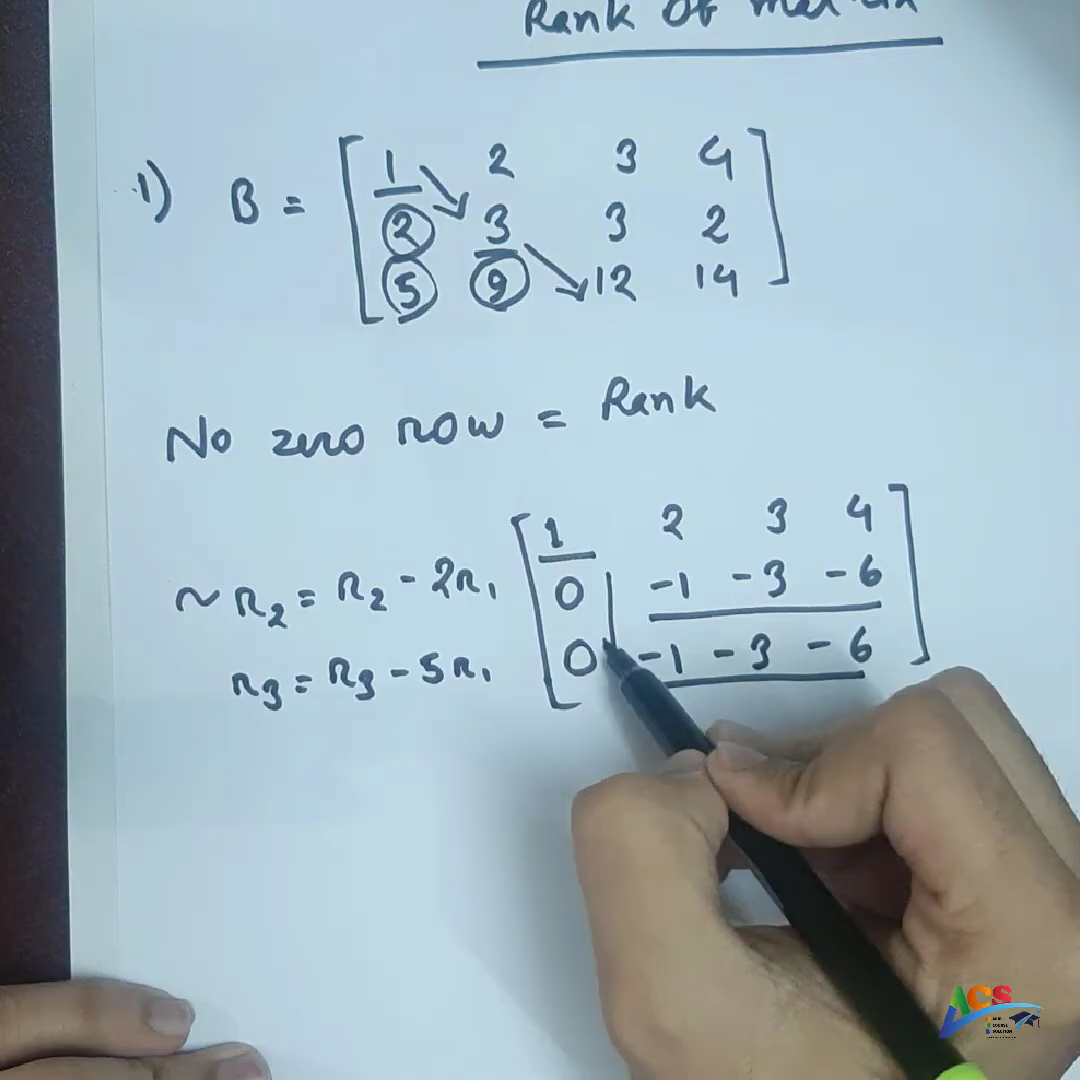 Rank Of Matrix
1) B = [ 1 2 3 4
2 3 3 2
5 9 12 14 ]
No zero row = Rank
~ R2 = R2 - 2R1 [ 1 2 3 4
0 -1 -3 -6
R3 = R3 - 5R1 0 -1 -3 -6 ]
ACS